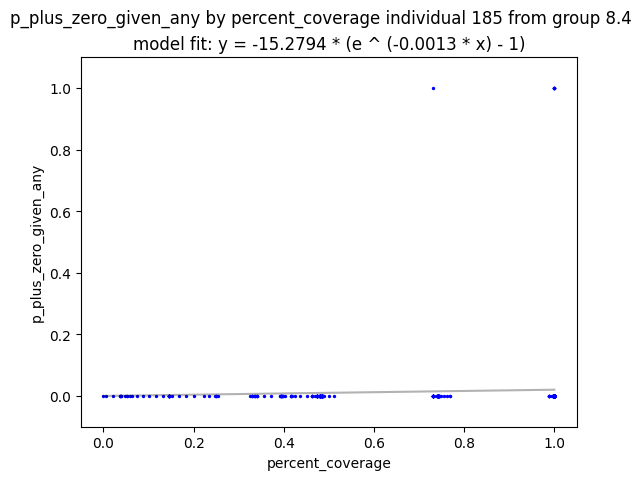 p_plus_zero_given_any by percent_coverage individual 185 from group 8.4
model fit: y = -15.2794 * (e ^ (-0.0013 * x) - 1)
1.0
0.8
0.6
0.4
0.2
0.0
p_plus_zero_given_any
0.0 0.2 0.4 0.6 0.8 1.0
percent_coverage